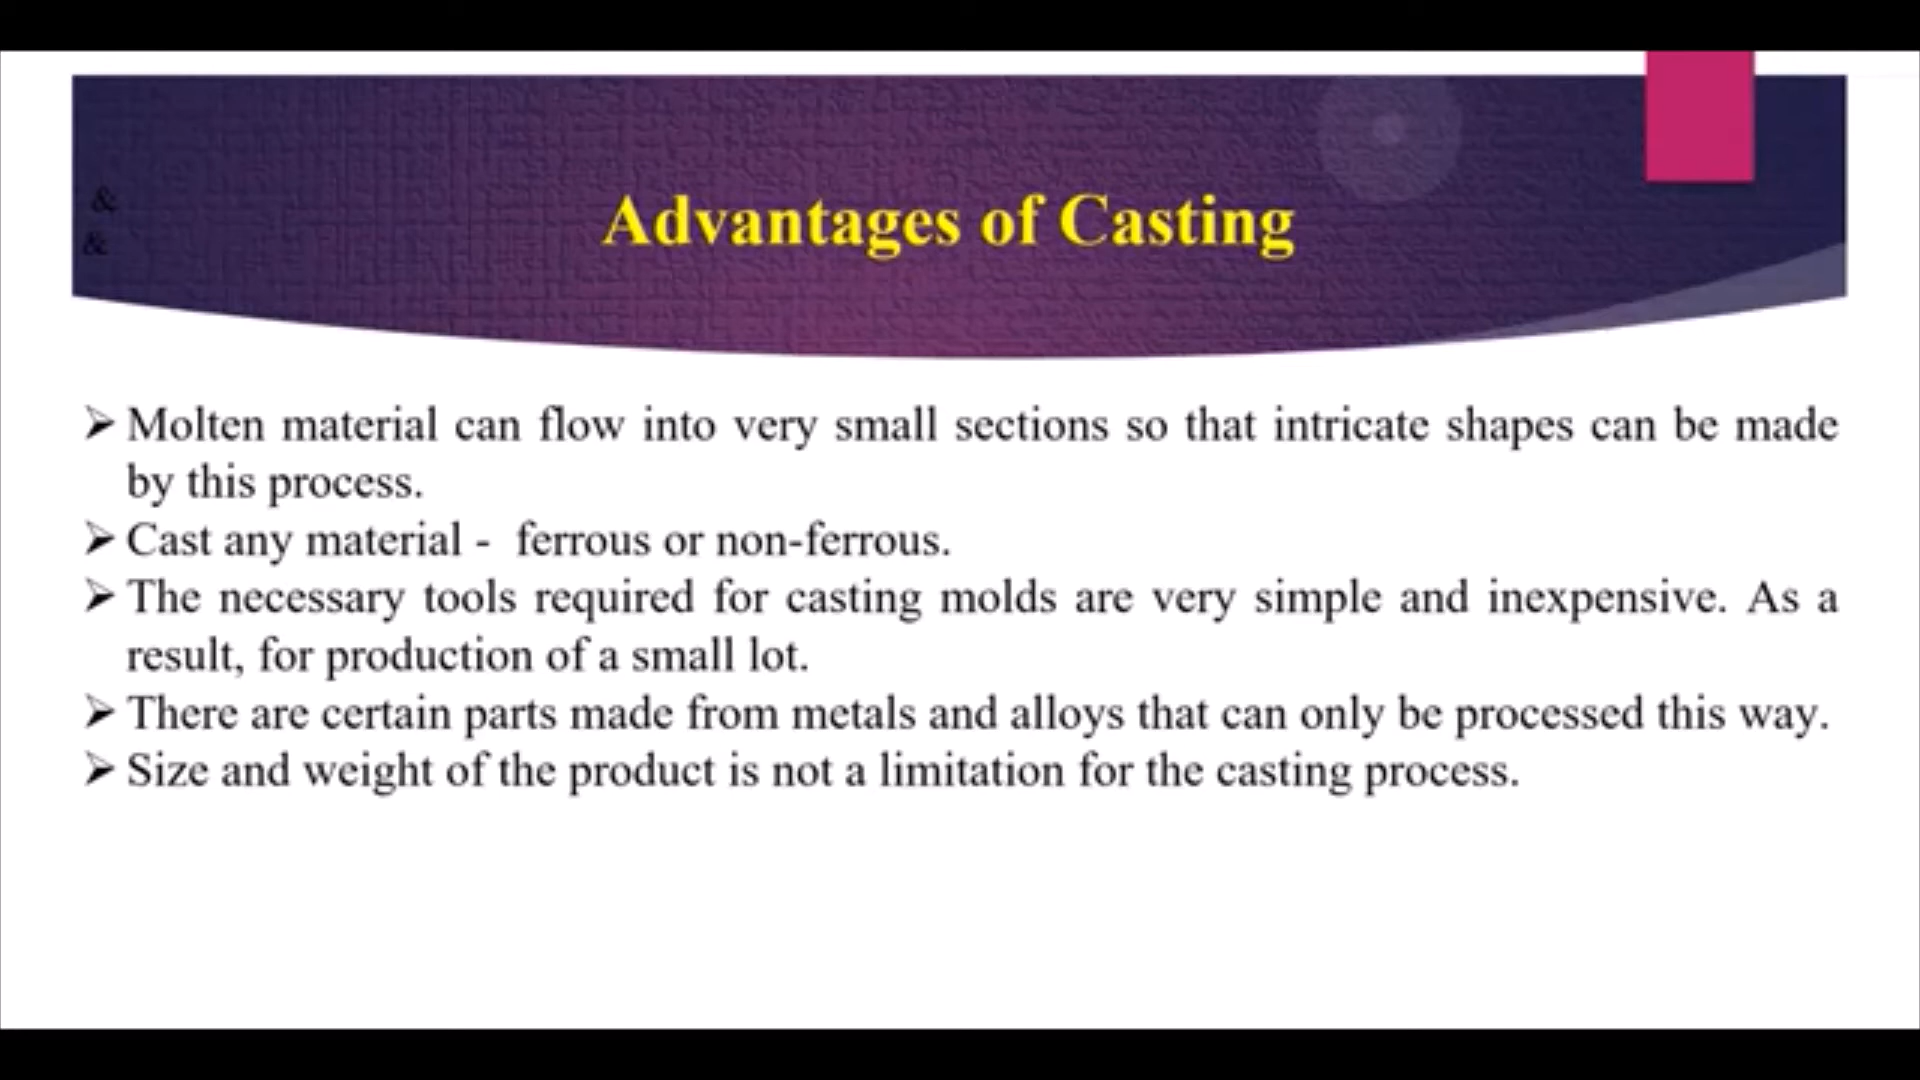 &
&
Advantages of Casting
➢ Molten material can flow into very small sections so that intricate shapes can be made
by this process.
➢ Cast any material - ferrous or non-ferrous.
➢ The necessary tools required for casting molds are very simple and inexpensive. As a
result, for production of a small lot.
➢ There are certain parts made from metals and alloys that can only be processed this way.
➢ Size and weight of the product is not a limitation for the casting process.